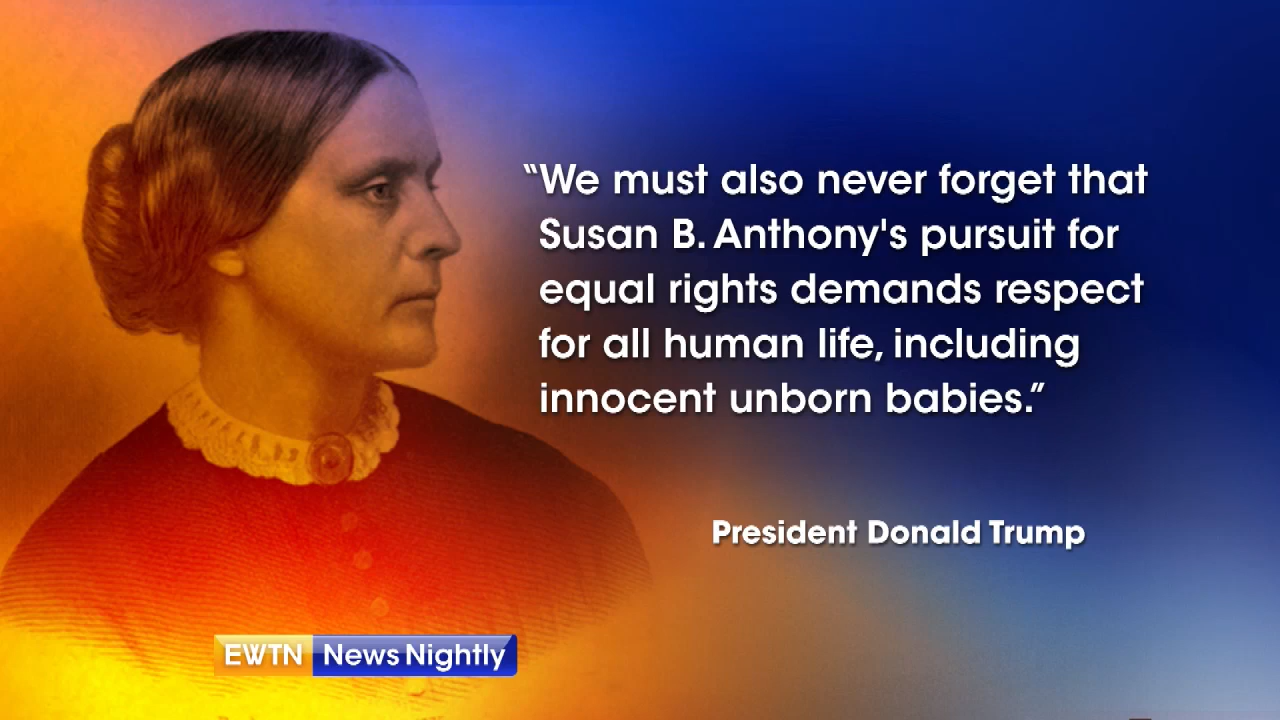 “We must also never forget that
Susan B. Anthony's pursuit for
equal rights demands respect
for all human life, including
innocent unborn babies.”
President Donald Trump
EWTN News Nightly